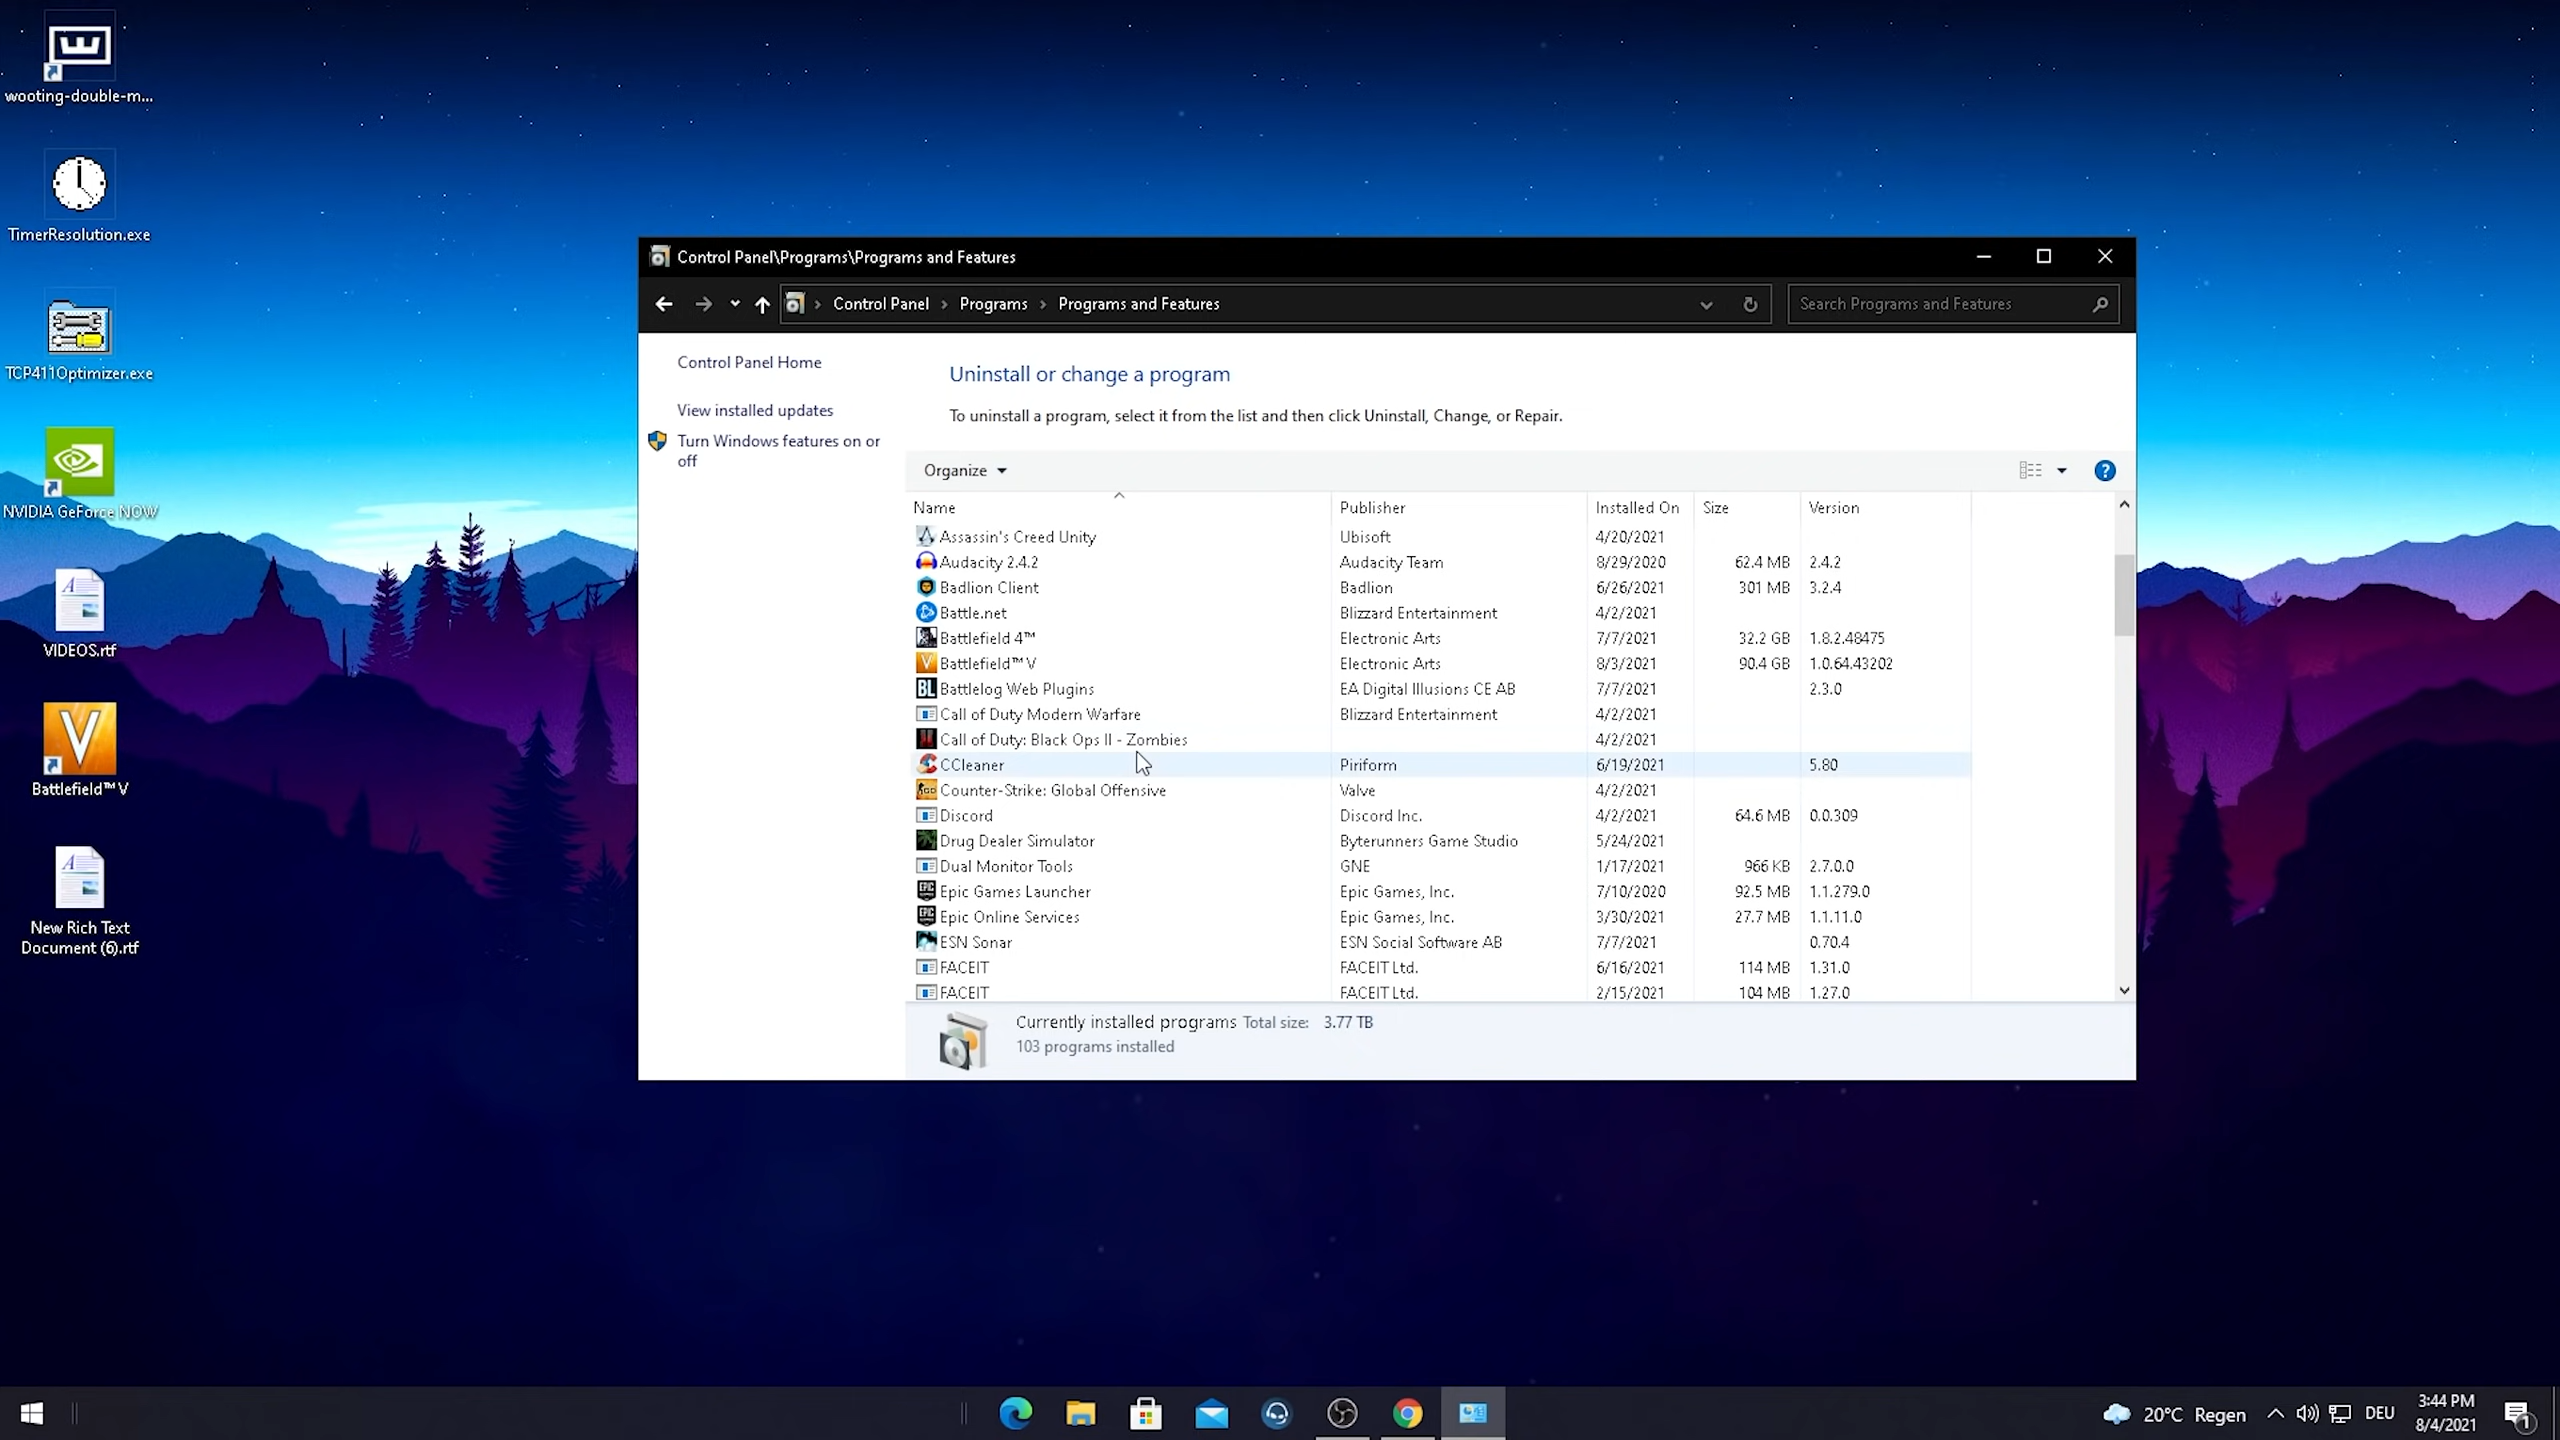 wooting-double-m...
TimerResolution.exe
TCP411Optimizer.exe
NVIDIA GeForce NOW
VIDEOS.rtf
Battlefield™ V
New Rich Text
Document (6).rtf
Control Panel\Programs\Programs and Features
Control Panel > Programs > Programs and Features
Search Programs and Features
Control Panel Home
View installed updates
Turn Windows features on or
off
Uninstall or change a program
To uninstall a program, select it from the list and then click Uninstall, Change, or Repair.
Organize
Name Publisher Installed On Size Version
Assassin's Creed Unity Ubisoft 4/20/2021
Audacity 2.4.2 Audacity Team 8/29/2020 62.4 MB 2.4.2
Badlion Client Badlion 6/26/2021 301 MB 3.2.4
Battle.net Blizzard Entertainment 4/2/2021
Battlefield 4™ Electronic Arts 7/7/2021 32.2 GB 1.8.2.48475
Battlefield™ V Electronic Arts 8/3/2021 90.4 GB 1.0.64.43202
BL Battlelog Web Plugins EA Digital Illusions CE AB 7/7/2021 2.3.0
Call of Duty Modern Warfare Blizzard Entertainment 4/2/2021
Call of Duty: Black Ops II - Zombies 4/2/2021
CCleaner Piriform 6/19/2021 5.80
Counter-Strike: Global Offensive Valve 4/2/2021
Discord Discord Inc. 4/2/2021 64.6 MB 0.0.309
Drug Dealer Simulator Byterunners Game Studio 5/24/2021
Dual Monitor Tools GNE 1/17/2021 966 KB 2.7.0.0
Epic Games Launcher Epic Games, Inc. 7/10/2020 92.5 MB 1.1.279.0
Epic Online Services Epic Games, Inc. 3/30/2021 27.7 MB 1.1.11.0
ESN Sonar ESN Social Software AB 7/7/2021 0.70.4
FACEIT FACEIT Ltd. 6/16/2021 114 MB 1.31.0
FACEIT FACEIT Ltd. 2/15/2021 104 MB 1.27.0
Currently installed programs Total size: 3.77 TB
103 programs installed
20°C Regen DEU 3:44 PM
8/4/2021
1